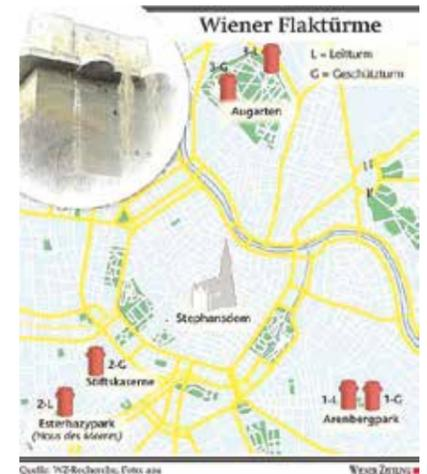 Wiener Flaktürme
L = Leitturm
G = Geschützturm
3-L
3-G
Augarten
Stephansdom
2-G
Stiftskaserne
2-L
Esterhazypark
(Haus des Meeres)
1-L
1-G
Arenbergpark
Quelle: WZ-Recherche, Foto: apa
WIENER ZEITUNG